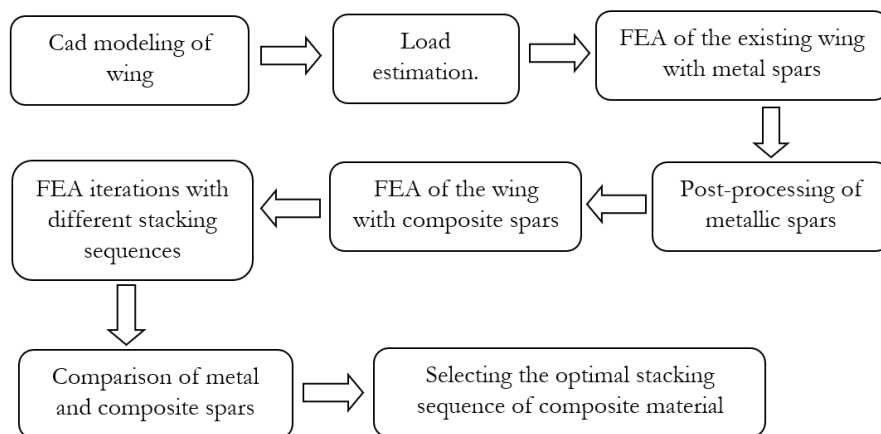 Cad modeling of
wing
Load
estimation.
FEA of the existing wing
with metal spars
Post-processing of
metallic spars
FEA of the wing
with composite spars
FEA iterations with
different stacking
sequences
Comparison of metal
and composite spars
Selecting the optimal stacking
sequence of composite material